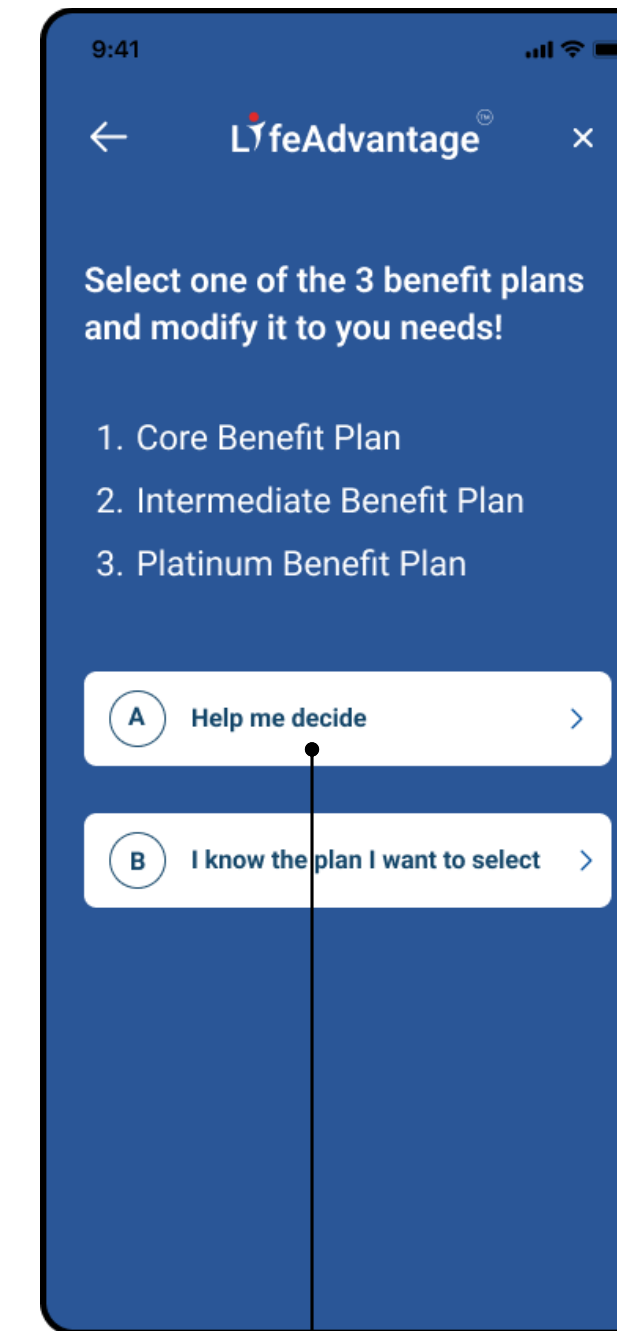 9:41
LifeAdvantage TM
Select one of the 3 benefit plans
and modify it to you needs!
1. Core Benefit Plan
2. Intermediate Benefit Plan
3. Platinum Benefit Plan
A Help me decide
B I know the plan I want to select